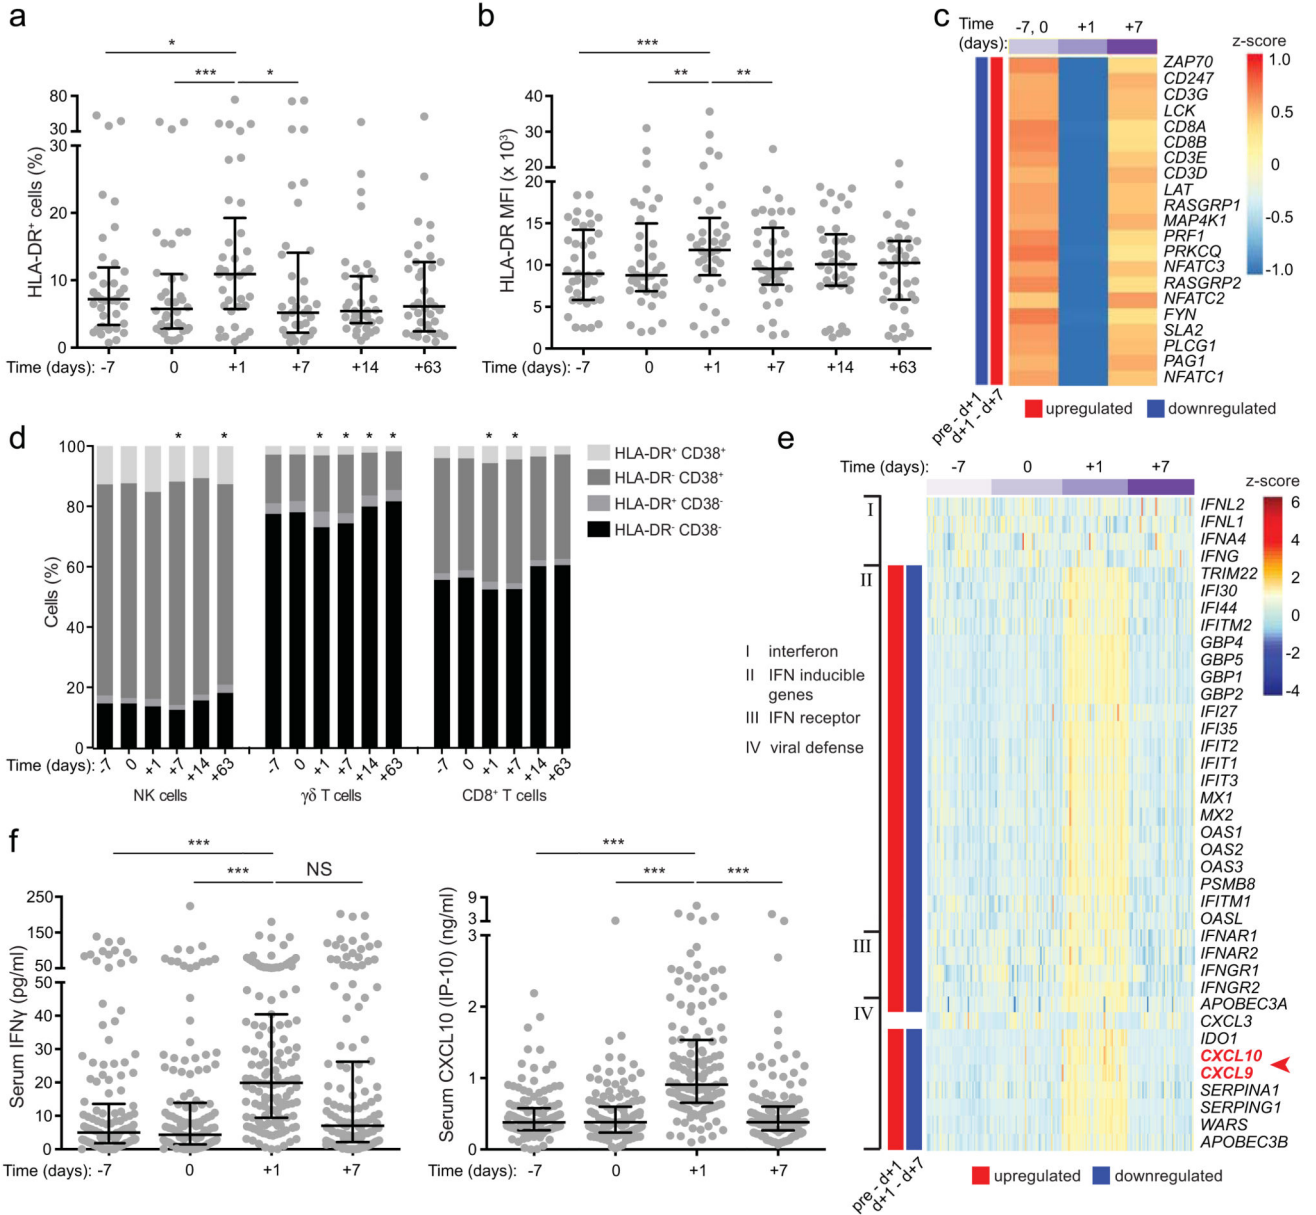 a
*
*** *
HLA-DR+ cells (%)
80
30
30
20
10
0
Time (days): -7 0 +1 +7 +14 +63
b
***
** **
HLA-DR MFI (x 10³)
40
30
20
20
15
10
5
0
Time (days): -7 0 +1 +7 +14 +63
c
Time (days): -7, 0 +1 +7
z-score
1.0
0.5
0
-0.5
-1.0
ZAP70
CD247
CD3G
LCK
CD8A
CD8B
CD3E
CD3D
LAT
RASGRP1
MAP4K1
PRF1
PRKCQ
NFATC3
RASGRP2
NFATC2
FYN
SLA2
PLCG1
PAG1
NFATC1
pre - d+1
d+1 - d+7
upregulated downregulated
d
* * * * * * * *
Cells (%)
100
80
60
40
20
0
HLA-DR+ CD38+
HLA-DR- CD38+
HLA-DR+ CD38-
HLA-DR- CD38-
Time (days): -7 0 +1 +7 +14 +63 -7 0 +1 +7 +14 +63 -7 0 +1 +7 +14 +63
NK cells γδ T cells CD8+ T cells
e
Time (days): -7 0 +1 +7
z-score
6
4
2
0
-2
-4
I interferon
II IFN inducible
genes
III IFN receptor
IV viral defense
I
II
III
IV
IFNL2
IFNL1
IFNA4
IFNG
TRIM22
IFI30
IFI44
IFITM2
GBP4
GBP5
GBP1
GBP2
IFI27
IFI35
IFIT2
IFIT1
IFIT3
MX1
MX2
OAS1
OAS2
OAS3
PSMB8
IFITM1
OASL
IFNAR1
IFNAR2
IFNGR1
IFNGR2
APOBEC3A
CXCL3
IDO1
CXCL10
CXCL9
SERPINA1
SERPING1
WARS
APOBEC3B
pre - d+1
d+1 - d+7
upregulated downregulated
f
***
*** NS
Serum IFNγ (pg/ml)
250
150
50
50
40
30
20
10
0
Time (days): -7 0 +1 +7
***
*** ***
Serum CXCL10 (IP-10) (ng/ml)
9
3
3
2
1
0
Time (days): -7 0 +1 +7